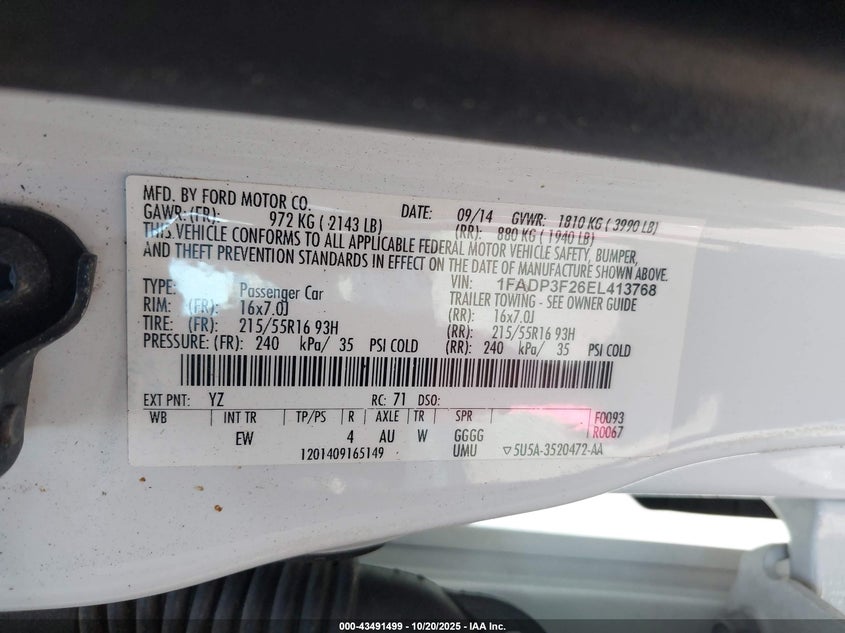 MFD. BY FORD MOTOR CO. DATE: 09/14 GVWR: 1810 KG ( 3990 LB)
GAWR: (FR): 972 KG ( 2143 LB) (RR): 880 KG ( 1940 LB)
THIS VEHICLE CONFORMS TO ALL APPLICABLE FEDERAL MOTOR VEHICLE SAFETY, BUMPER,
AND THEFT PREVENTION STANDARDS IN EFFECT ON THE DATE OF MANUFACTURE SHOWN ABOVE.
VIN: 1FADP3F26EL413768
TYPE: Passenger Car TRAILER TOWING - SEE OWNER GUIDE
RIM: (FR): 16x7.0J (RR): 16x7.0J
TIRE: (FR): 215/55R16 93H (RR): 215/55R16 93H
PRESSURE: (FR): 240 kPa/ 35 PSI COLD (RR): 240 kPa/ 35 PSI COLD
EXT PNT: YZ RC: 71 DSO:
WB INT TR TP/PS R AXLE TR SPR F0093
EW 4 AU W GGGG R0067
1201409165149 UMU ▽5U5A-3520472-AA
000-43491499 | 10/20/2025 - IAA Inc.